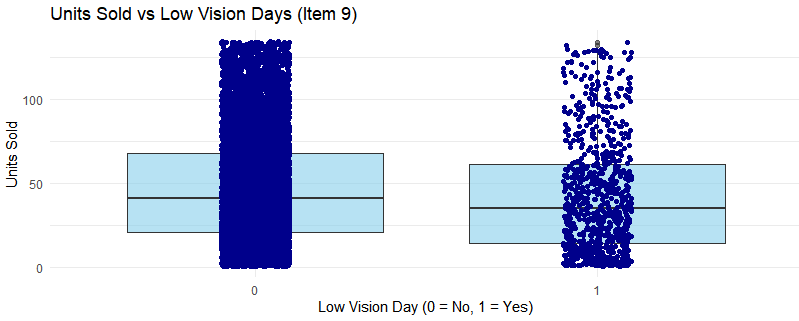 Units Sold vs Low Vision Days (Item 9)
Units Sold
100
50
0
0
1
Low Vision Day (0 = No, 1 = Yes)